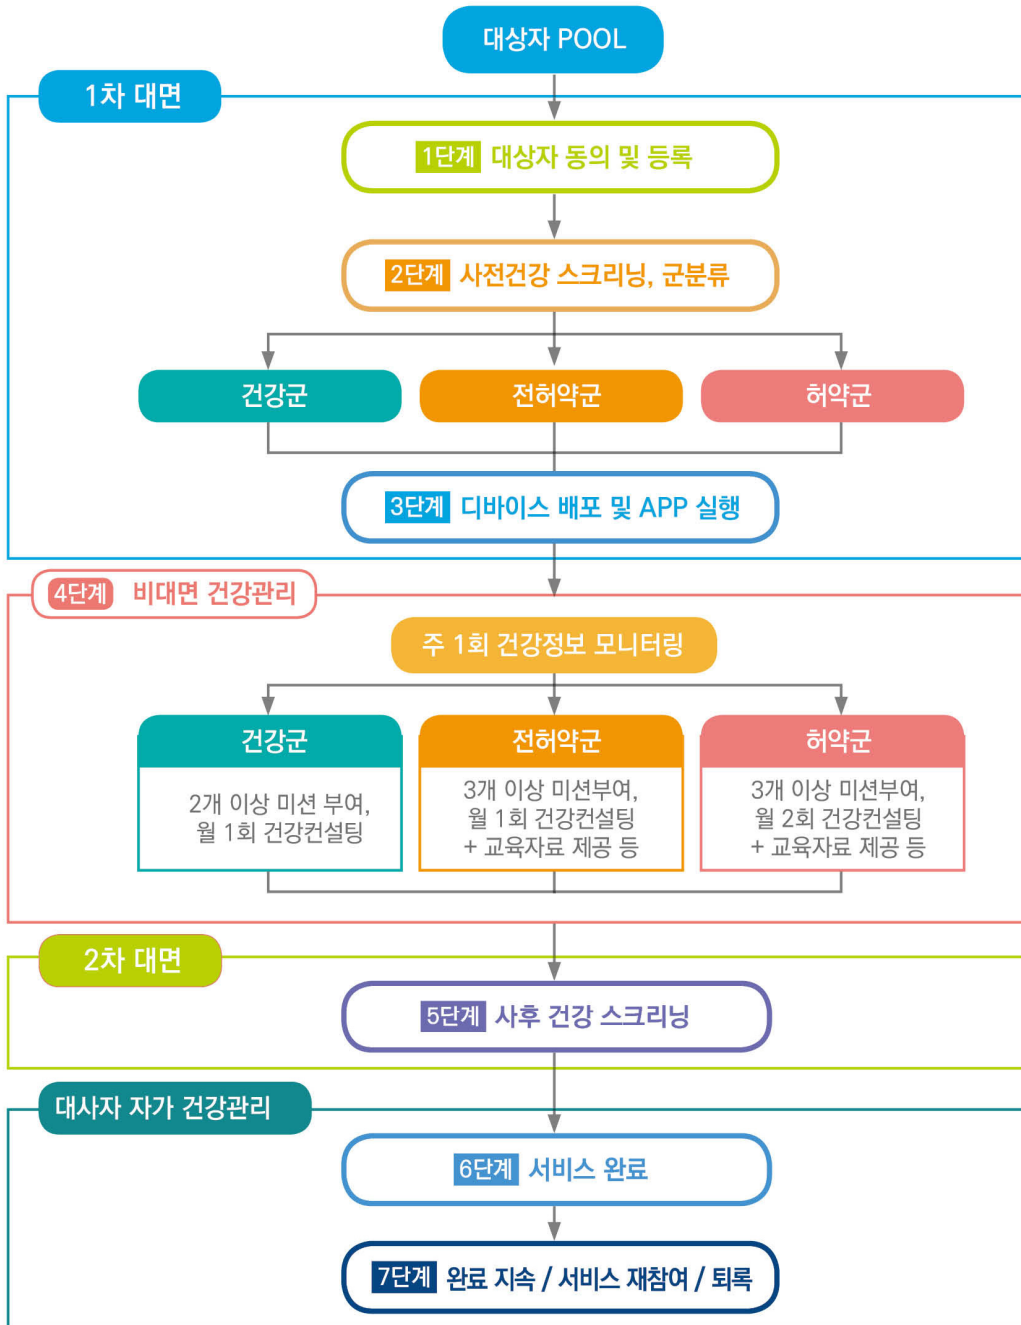 대상자 POOL
1차 대면
1단계 대상자 동의 및 등록
2단계 사전건강 스크리닝, 군분류
건강군
전허약군
허약군
3단계 디바이스 배포 및 APP 실행
4단계 비대면 건강관리
주 1회 건강정보 모니터링
건강군
2개 이상 미션 부여,
월 1회 건강컨설팅
전허약군
3개 이상 미션부여,
월 1회 건강컨설팅
+ 교육자료 제공 등
허약군
3개 이상 미션부여,
월 2회 건강컨설팅
+ 교육자료 제공 등
2차 대면
5단계 사후 건강 스크리닝
대사자 자가 건강관리
6단계 서비스 완료
7단계 완료 지속 / 서비스 재참여 / 퇴록